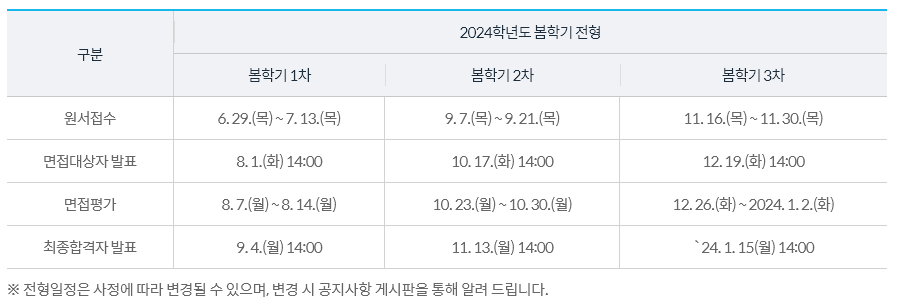 구분 2024학년도 봄학기 전형
봄학기 1차 봄학기 2차 봄학기 3차
원서접수 6. 29.(목) ~ 7. 13.(목) 9. 7.(목) ~ 9. 21.(목) 11. 16.(목) ~ 11. 30.(목)
면접대상자 발표 8. 1.(화) 14:00 10. 17.(화) 14:00 12. 19.(화) 14:00
면접평가 8. 7.(월) ~ 8. 14.(월) 10. 23.(월) ~ 10. 30.(월) 12. 26.(화) ~ 2024. 1. 2.(화)
최종합격자 발표 9. 4.(월) 14:00 11. 13.(월) 14:00 `24. 1. 15(월) 14:00
※ 전형일정은 사정에 따라 변경될 수 있으며, 변경 시 공지사항 게시판을 통해 알려 드립니다.